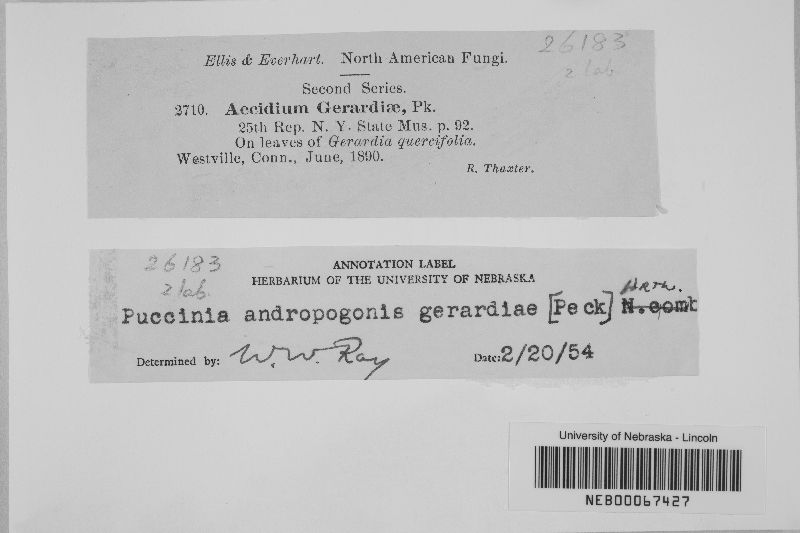 Ellis & Everhart. North American Fungi.
26183
2 lab
Second Series.
2710. Aecidium Gerardiæ, Pk.
25th Rep. N. Y. State Mus. p. 92.
On leaves of Gerardia quercifolia.
Westville, Conn., June, 1890.
R. Thaxter.
26183
2 lab.
ANNOTATION LABEL
HERBARIUM OF THE UNIVERSITY OF NEBRASKA
Puccinia andropogonis gerardiae [Peck] N.comb Arth.
Determined by: W. W. Ray Date: 2/20/54
University of Nebraska - Lincoln
NEB00067427